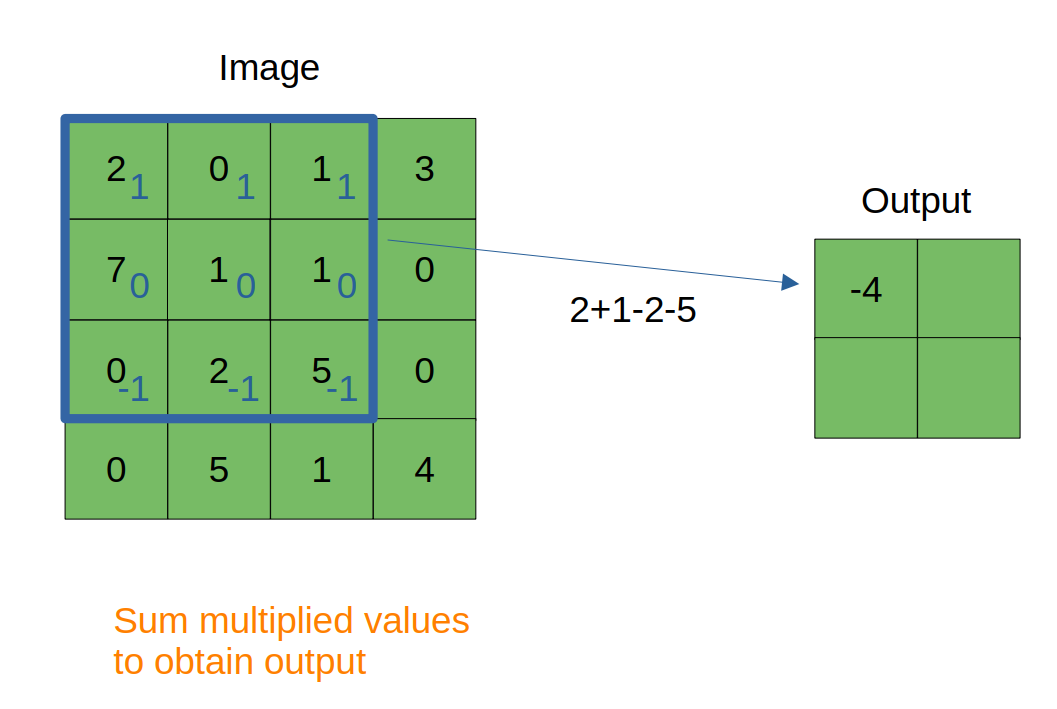 Image
2 1 0 1 1 1 3
7 0 1 0 1 0 0
0 -1 2 -1 5 -1 0
0 5 1 4
2+1-2-5
Output
-4
Sum multiplied values
to obtain output